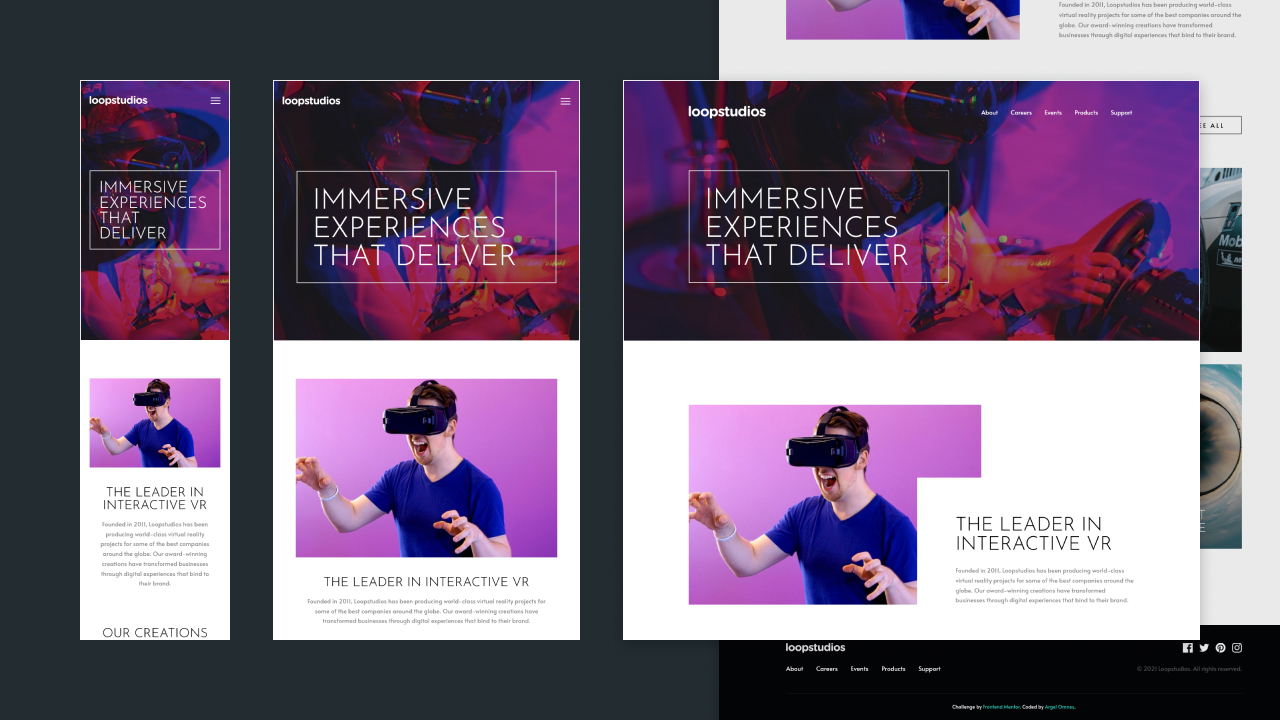 loopstudios
IMMERSIVE
EXPERIENCES
THAT
DELIVER
THE LEADER IN
INTERACTIVE VR
Founded in 2011, Loopstudios has been
producing world-class virtual reality
projects for some of the best companies
around the globe. Our award-winning
creations have transformed businesses
through digital experiences that bind to
their brand.
OUR CREATIONS
loopstudios
IMMERSIVE
EXPERIENCES
THAT DELIVER
THE LEADER IN INTERACTIVE VR
Founded in 2011, Loopstudios has been producing world-class virtual reality projects for
some of the best companies around the globe. Our award-winning creations have
transformed businesses through digital experiences that bind to their brand.
loopstudios
About Careers Events Products Support
IMMERSIVE
EXPERIENCES
THAT DELIVER
THE LEADER IN
INTERACTIVE VR
Founded in 2011, Loopstudios has been producing world-class
virtual reality projects for some of the best companies around the
globe. Our award-winning creations have transformed
businesses through digital experiences that bind to their brand.
Founded in 2011, Loopstudios has been producing world-class
virtual reality projects for some of the best companies around the
globe. Our award-winning creations have transformed
businesses through digital experiences that bind to their brand.
EE ALL
Mob
T
E
loopstudios
About Careers Events Products Support
© 2021 Loopstudios. All rights reserved.
Challenge by Frontend Mentor. Coded by Argel Omnes.